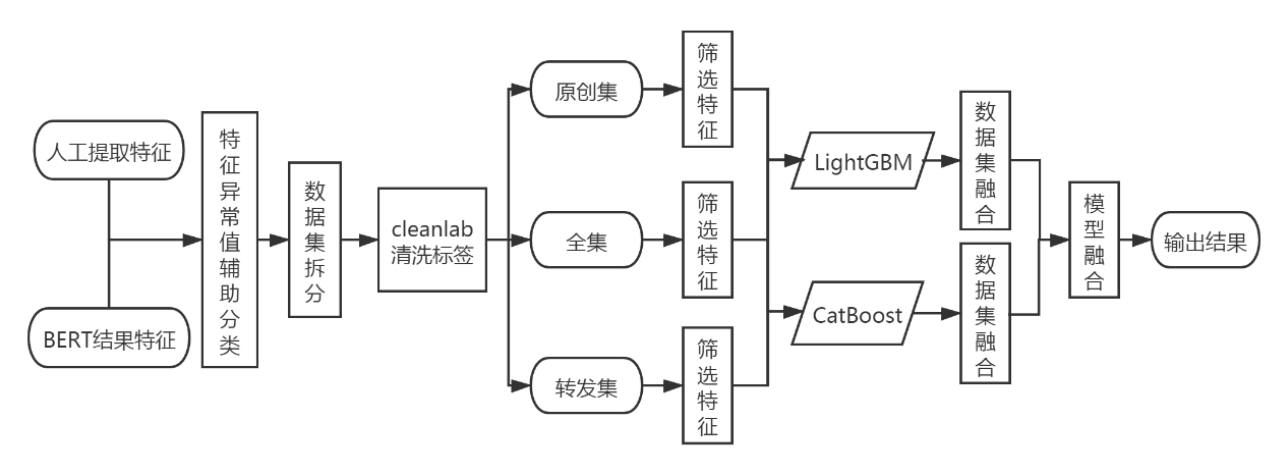 人工提取特征
BERT结果特征
特征异常值辅助分类
数据集拆分
cleanlab
清洗标签
原创集
全集
转发集
筛选特征
筛选特征
筛选特征
LightGBM
CatBoost
数据集融合
数据集融合
模型融合
输出结果